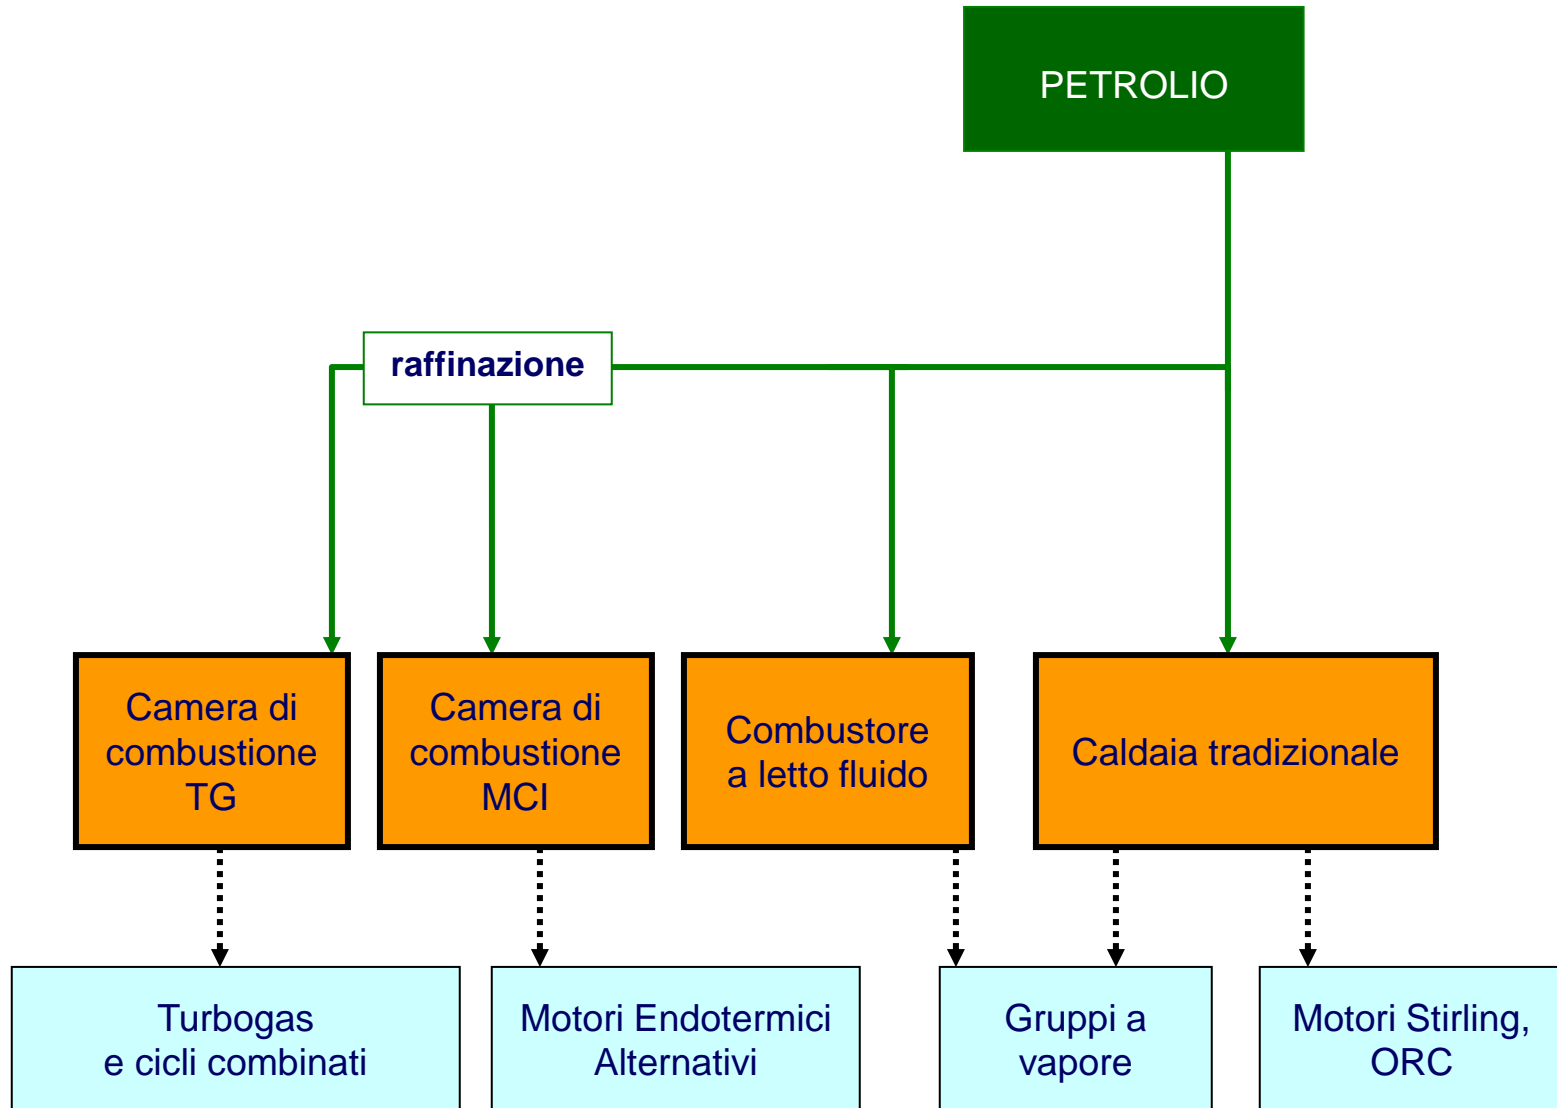 PETROLIO
raffinazione
Camera di
combustione
TG
Camera di
combustione
MCI
Combustore
a letto fluido
Caldaia tradizionale
Turbogas
e cicli combinati
Motori Endotermici
Alternativi
Gruppi a
vapore
Motori Stirling,
ORC